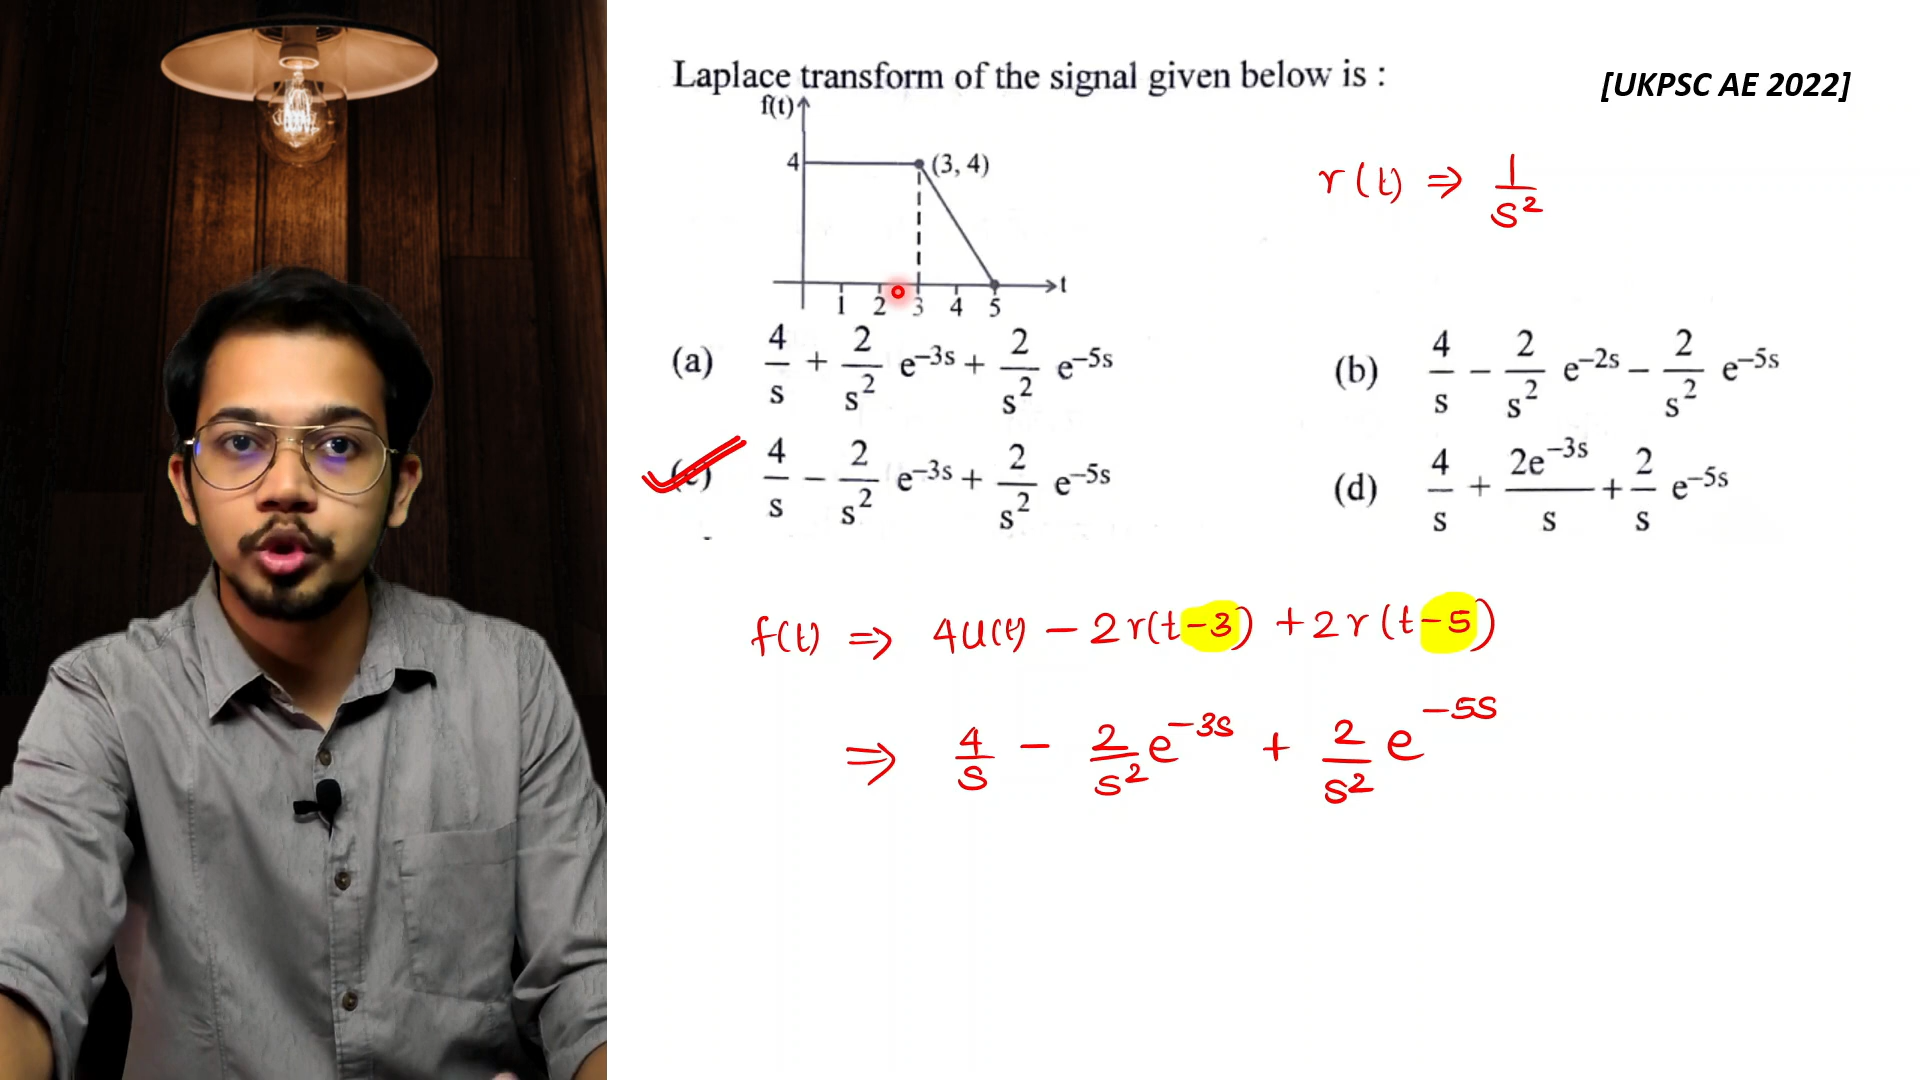 Laplace transform of the signal given below is :
[UKPSC AE 2022]
f(t)
4
(3, 4)
t
1 2 3 4 5
r(t) ⇒ 1/s²
(a) 4/s + 2/s² e⁻³ˢ + 2/s² e⁻⁵ˢ
(b) 4/s − 2/s² e⁻²ˢ − 2/s² e⁻⁵ˢ
(c) 4/s − 2/s² e⁻³ˢ + 2/s² e⁻⁵ˢ
(d) 4/s + 2e⁻³ˢ/s + 2/s e⁻⁵ˢ
f(t) ⇒ 4u(t) − 2r(t−3) + 2r(t−5)
⇒ 4/s − 2/s² e⁻³ˢ + 2/s² e⁻⁵ˢ